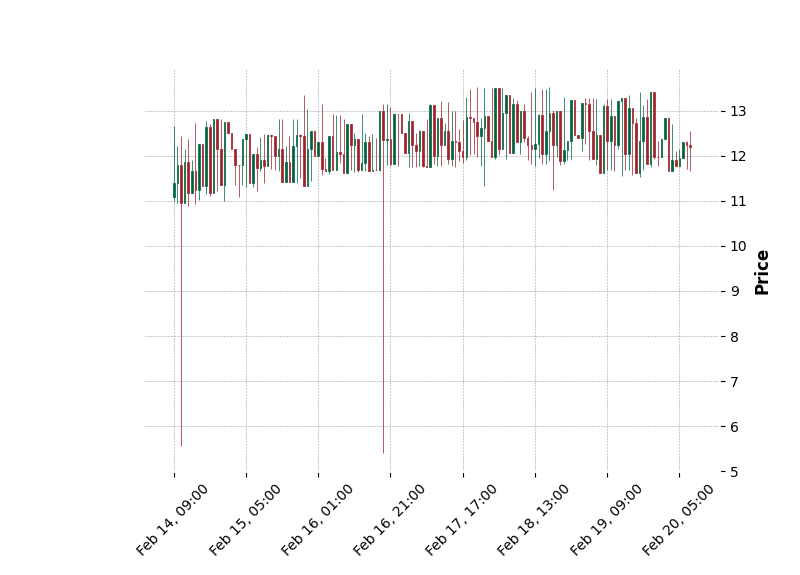 13
12
11
10
9
8
7
6
5
Price
Feb 14, 09:00
Feb 15, 05:00
Feb 16, 01:00
Feb 16, 21:00
Feb 17, 17:00
Feb 18, 13:00
Feb 19, 09:00
Feb 20, 05:00